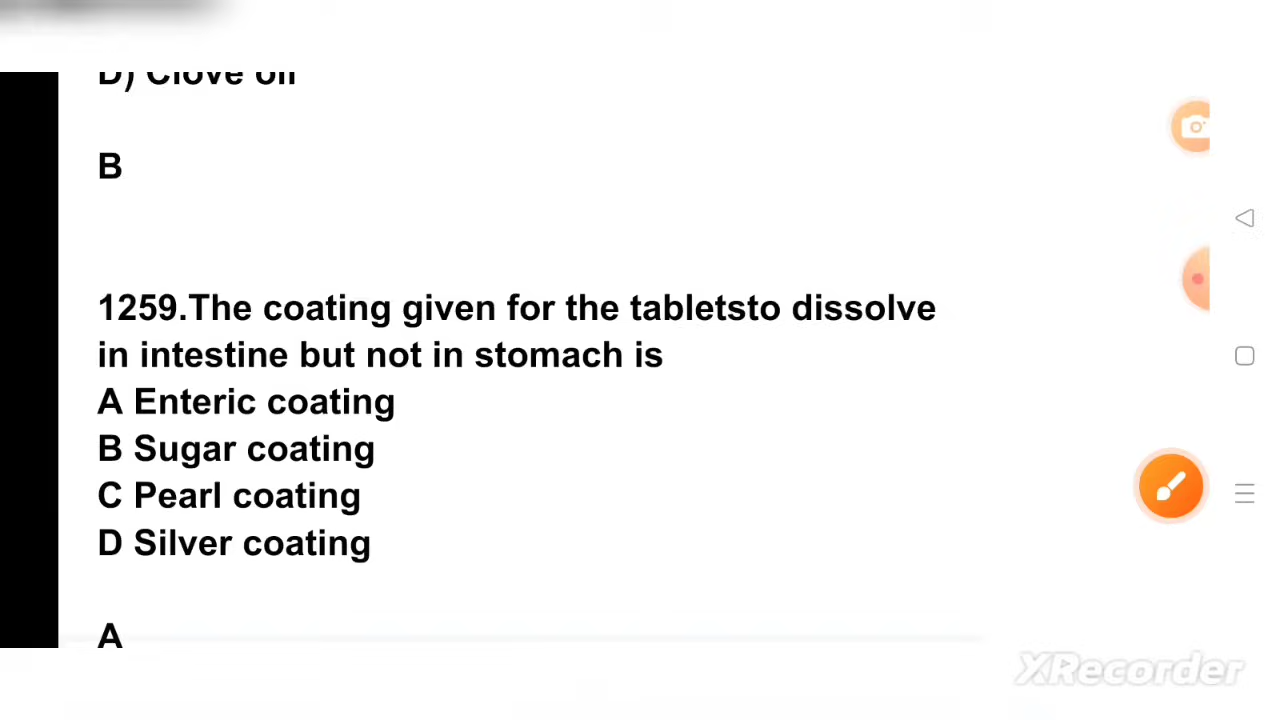 D) Clove oil
B
1259.The coating given for the tabletsto dissolve
in intestine but not in stomach is
A Enteric coating
B Sugar coating
C Pearl coating
D Silver coating
A
XRecorder